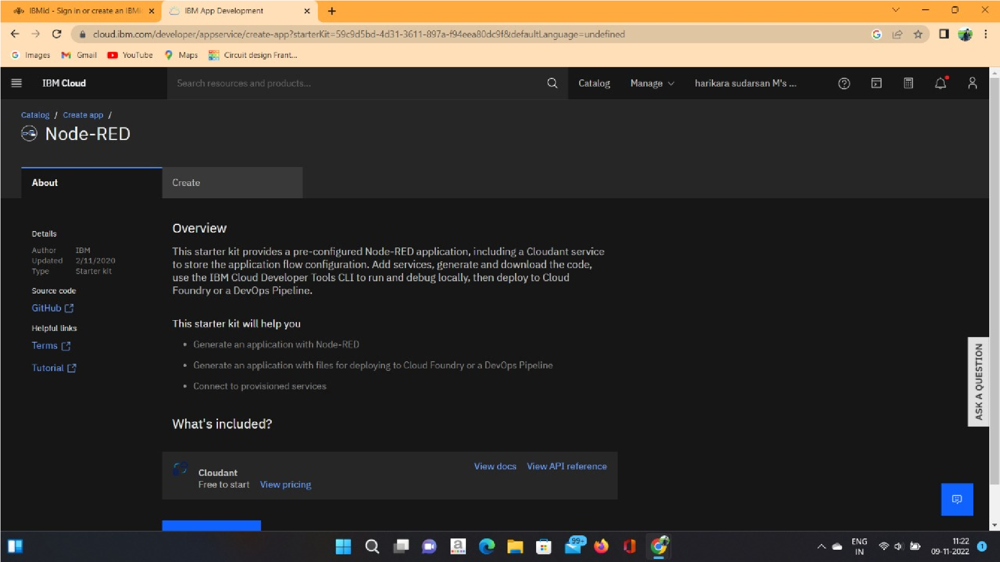 IBMid - Sign in or create an IBMi
IBM App Development
cloud.ibm.com/developer/appservice/create-app?starterKit=59c9d5bd-4d31-3611-897a-f94eea80dc9f&defaultLanguage=undefined
Images
Gmail
YouTube
Maps
Circuit design Frant...
IBM Cloud
Search resources and products...
Catalog
Manage
harikara sudarsan M's ...
Catalog / Create app /
Node-RED
About
Create
Details
Author IBM
Updated 2/11/2020
Type Starter kit
Source code
GitHub
Helpful links
Terms
Tutorial
Overview
This starter kit provides a pre-configured Node-RED application, including a Cloudant service
to store the application flow configuration. Add services, generate and download the code,
use the IBM Cloud Developer Tools CLI to run and debug locally, then deploy to Cloud
Foundry or a DevOps Pipeline.
This starter kit will help you
• Generate an application with Node-RED
• Generate an application with files for deploying to Cloud Foundry or a DevOps Pipeline
• Connect to provisioned services
What's included?
Cloudant
Free to start View pricing
View docs View API reference
ASK A QUESTION
99+
ENG
IN
11:22
09-11-2022
1